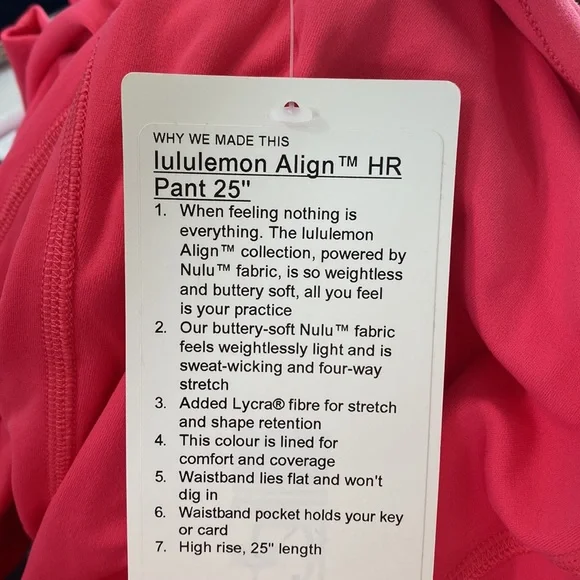 WHY WE MADE THIS
lululemon Align™ HR
Pant 25"
1. When feeling nothing is
everything. The lululemon
Align™ collection, powered by
Nulu™ fabric, is so weightless
and buttery soft, all you feel
is your practice
2. Our buttery-soft Nulu™ fabric
feels weightlessly light and is
sweat-wicking and four-way
stretch
3. Added Lycra® fibre for stretch
and shape retention
4. This colour is lined for
comfort and coverage
5. Waistband lies flat and won't
dig in
6. Waistband pocket holds your key
or card
7. High rise, 25" length